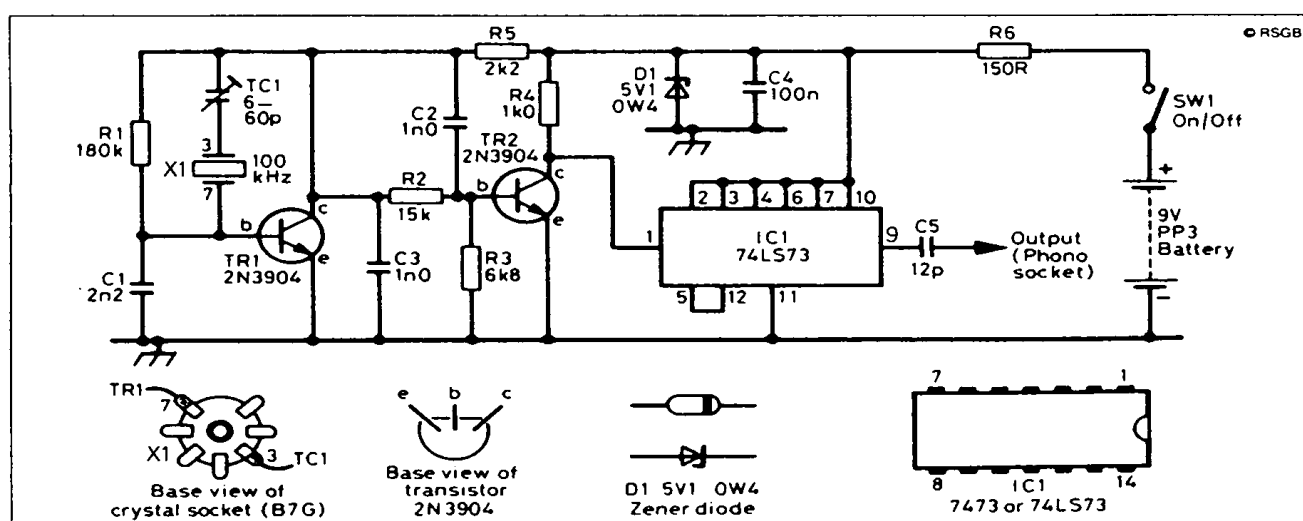 © RSGB
R5
2k2
R6
150R
TC1
6–
60p
R1
180k
3
X1
100
kHz
7
C2
1n0
R4
1k0
TR2
2N3904
D1
5V1
0W4
C4
100n
SW1
On/Off
b
c
e
TR1
2N3904
R2
15k
b
c
e
C3
1n0
R3
6k8
C1
2n2
2 3 4 6 7 10
1
IC1
74LS73
9
5 12 11
C5
12p
Output
(Phono
socket)
+
9V
PP3
Battery
–
TR1
7
X1
3
TC1
Base view of
crystal socket (B7G)
e b c
Base view of
transistor
2N3904
D1 5V1 0W4
Zener diode
7 1
8 14
IC1
7473 or 74LS73